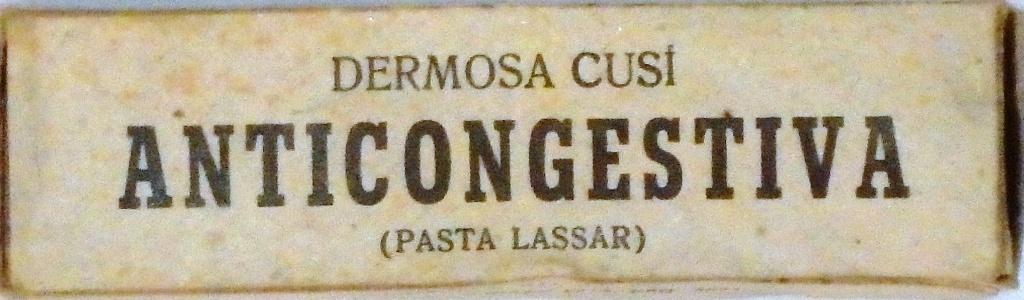 DERMOSA CUSÍ
ANTICONGESTIVA
(PASTA LASSAR)